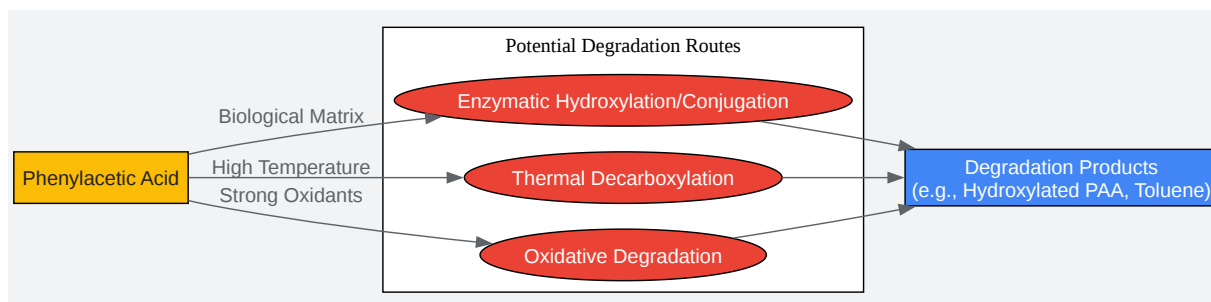 Potential Degradation Routes
Enzymatic Hydroxylation/Conjugation
Biological Matrix
Phenylacetic Acid
High Temperature
Thermal Decarboxylation
Degradation Products
(e.g., Hydroxylated PAA, Toluene)
Strong Oxidants
Oxidative Degradation